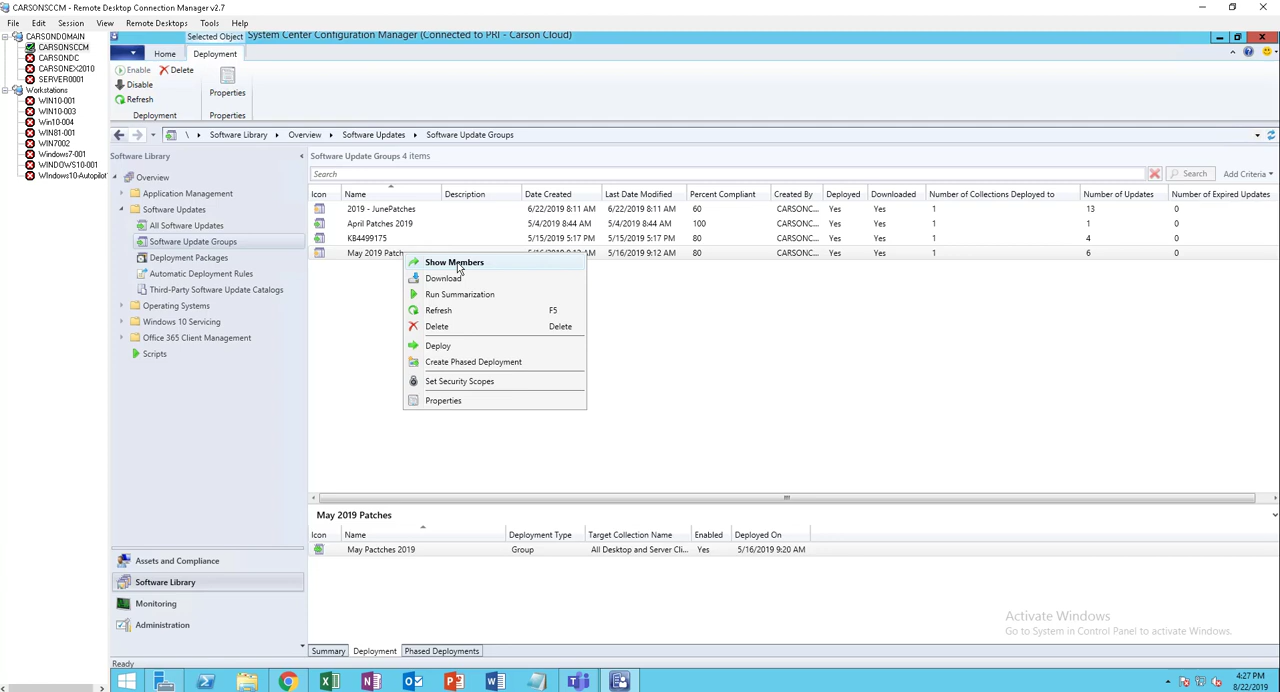 CARSONSCCM - Remote Desktop Connection Manager v2.7
File Edit Session View Remote Desktops Tools Help
CARSONDOMAIN
CARSONSCCM
CARSONDC
CARSONEX2010
SERVER0001
Workstations
WIN10-001
WIN10-003
Win10-004
WIN81-001
WIN7002
Windows7-001
WINDOWS10-001
WIndows10-Autopilot
Selected Object System Center Configuration Manager (Connected to PRI - Carson Cloud)
Home Deployment
Enable Delete
Disable
Refresh
Properties
Deployment Properties
\ Software Library Overview Software Updates Software Update Groups
Software Library
Overview
Application Management
Software Updates
All Software Updates
Software Update Groups
Deployment Packages
Automatic Deployment Rules
Third-Party Software Update Catalogs
Operating Systems
Windows 10 Servicing
Office 365 Client Management
Scripts
Assets and Compliance
Software Library
Monitoring
Administration
Ready
Software Update Groups 4 items
Search Search Add Criteria
Icon Name Description Date Created Last Date Modified Percent Compliant Created By Deployed Downloaded Number of Collections Deployed to Number of Updates Number of Expired Updates
2019 - JunePatches 6/22/2019 8:11 AM 6/22/2019 8:11 AM 60 CARSONC... Yes Yes 1 13 0
April Patches 2019 5/4/2019 8:44 AM 5/4/2019 8:44 AM 100 CARSONC... Yes Yes 1 1 0
KB4499175 5/15/2019 5:17 PM 5/15/2019 5:17 PM 80 CARSONC... Yes Yes 1 4 0
May 2019 Patch 5/16/2019 9:12 AM 5/16/2019 9:12 AM 80 CARSONC... Yes Yes 1 6 0
Show Members
Download
Run Summarization
Refresh F5
Delete Delete
Deploy
Create Phased Deployment
Set Security Scopes
Properties
May 2019 Patches
Icon Name Deployment Type Target Collection Name Enabled Deployed On
May Pactches 2019 Group All Desktop and Server Cli... Yes 5/16/2019 9:20 AM
Activate Windows
Go to System in Control Panel to activate Windows.
Summary Deployment Phased Deployments
4:27 PM
8/22/2019